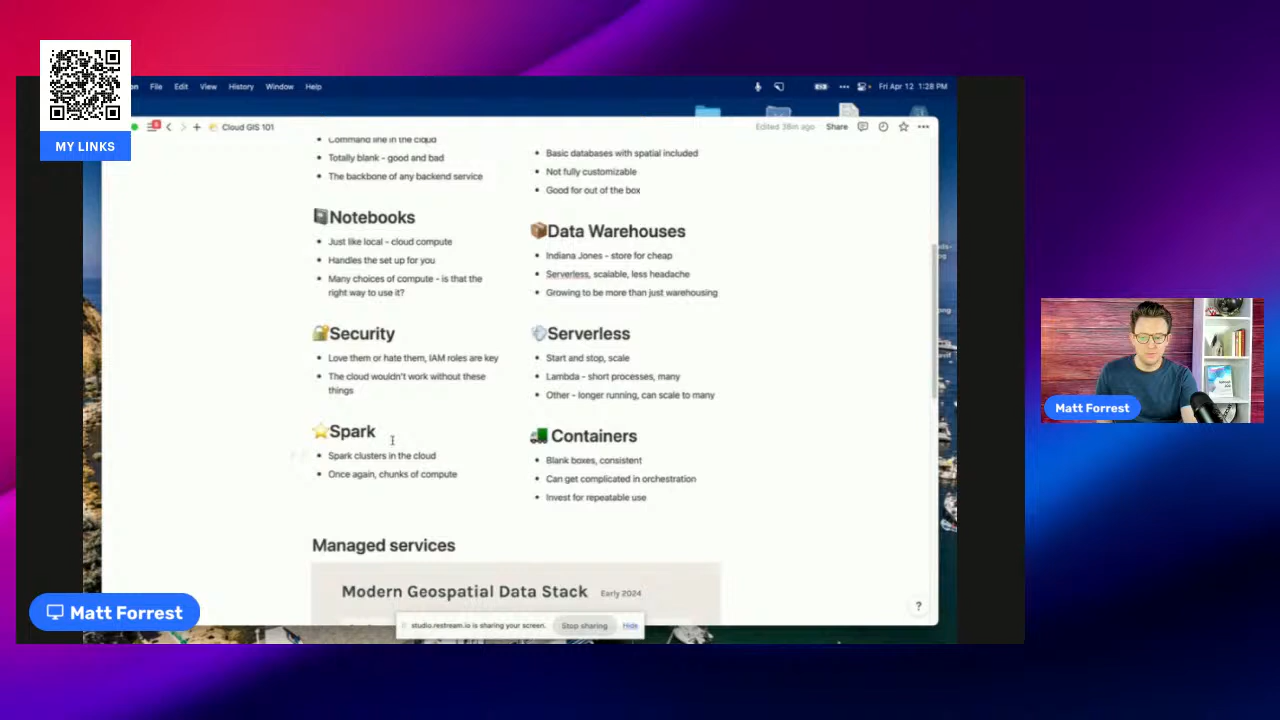 MY LINKS
File Edit View History Window Help
Fri Apr 12 1:28 PM
Cloud GIS 101
Edited 38m ago Share
Command line in the cloud
Totally blank - good and bad
The backbone of any backend service
Notebooks
Just like local - cloud compute
Handles the set up for you
Many choices of compute - is that the
right way to use it?
Security
Love them or hate them, IAM roles are key
The cloud wouldn't work without these
things
Spark
Spark clusters in the cloud
Once again, chunks of compute
Basic databases with spatial included
Not fully customizable
Good for out of the box
Data Warehouses
Indiana Jones - store for cheap
Serverless, scalable, less headache
Growing to be more than just warehousing
Serverless
Start and stop, scale
Lambda - short processes, many
Other - longer running, can scale to many
Containers
Blank boxes, consistent
Can get complicated in orchestration
Invest for repeatable use
Managed services
Modern Geospatial Data Stack Early 2024
studio.restream.io is sharing your screen. Stop sharing Hide
?
Matt Forrest
Matt Forrest